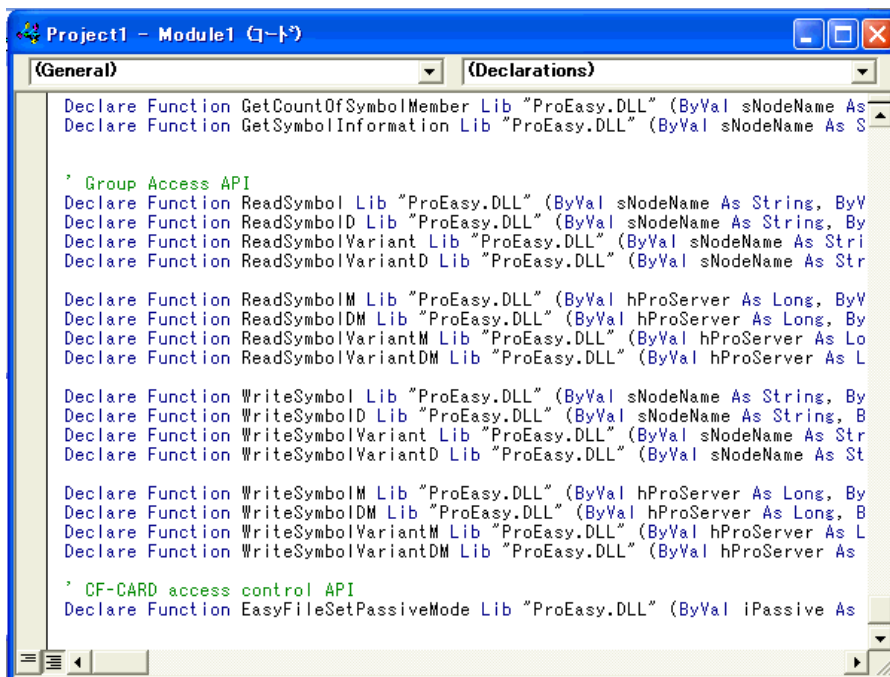 Project1 - Module1 (コード)
(General) (Declarations)
Declare Function GetCountOfSymbolMember Lib "ProEasy.DLL" (ByVal sNodeName As
Declare Function GetSymbolInformation Lib "ProEasy.DLL" (ByVal sNodeName As S
' Group Access API
Declare Function ReadSymbol Lib "ProEasy.DLL" (ByVal sNodeName As String, ByV
Declare Function ReadSymbolD Lib "ProEasy.DLL" (ByVal sNodeName As String, By
Declare Function ReadSymbolVariant Lib "ProEasy.DLL" (ByVal sNodeName As Stri
Declare Function ReadSymbolVariantD Lib "ProEasy.DLL" (ByVal sNodeName As Str
Declare Function ReadSymbolM Lib "ProEasy.DLL" (ByVal hProServer As Long, ByV
Declare Function ReadSymbolDM Lib "ProEasy.DLL" (ByVal hProServer As Long, By
Declare Function ReadSymbolVariantM Lib "ProEasy.DLL" (ByVal hProServer As Lo
Declare Function ReadSymbolVariantDM Lib "ProEasy.DLL" (ByVal hProServer As L
Declare Function WriteSymbol Lib "ProEasy.DLL" (ByVal sNodeName As String, By
Declare Function WriteSymbolD Lib "ProEasy.DLL" (ByVal sNodeName As String, B
Declare Function WriteSymbolVariant Lib "ProEasy.DLL" (ByVal sNodeName As Str
Declare Function WriteSymbolVariantD Lib "ProEasy.DLL" (ByVal sNodeName As St
Declare Function WriteSymbolM Lib "ProEasy.DLL" (ByVal hProServer As Long, By
Declare Function WriteSymbolDM Lib "ProEasy.DLL" (ByVal hProServer As Long, B
Declare Function WriteSymbolVariantM Lib "ProEasy.DLL" (ByVal hProServer As L
Declare Function WriteSymbolVariantDM Lib "ProEasy.DLL" (ByVal hProServer As
' CF-CARD access control API
Declare Function EasyFileSetPassiveMode Lib "ProEasy.DLL" (ByVal iPassive As